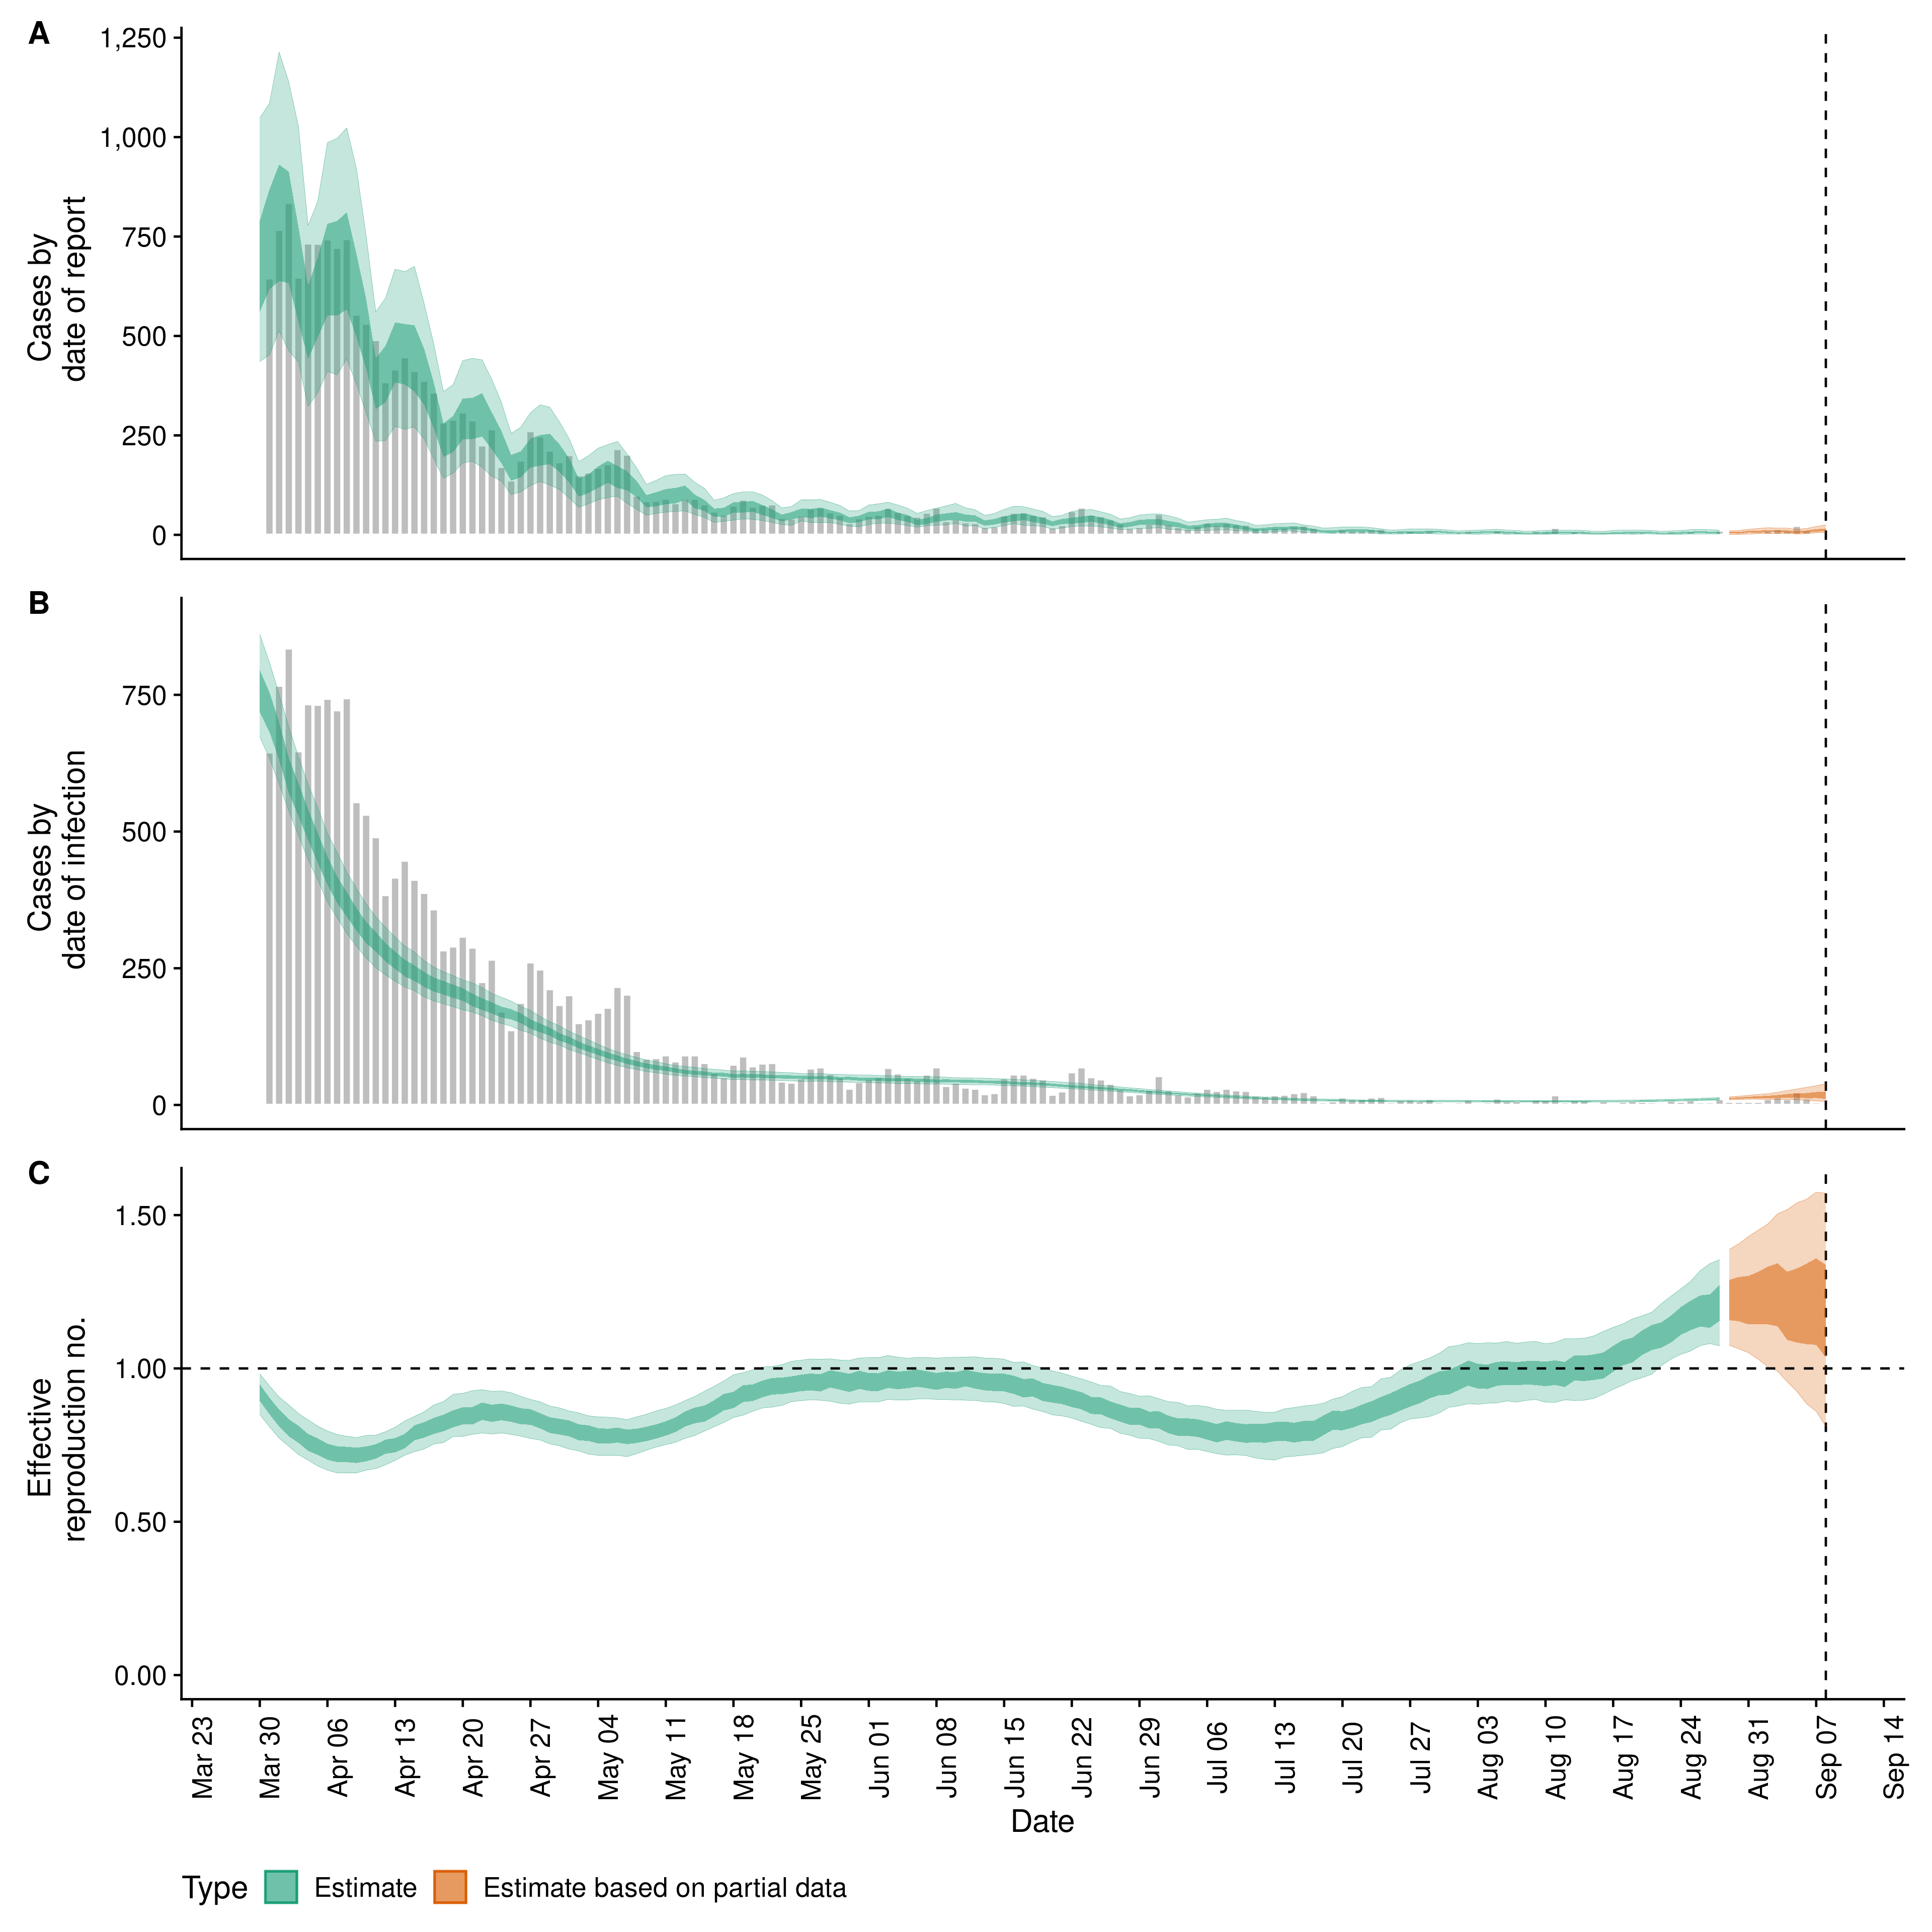 A
1,250
1,000
750
500
250
0
Cases by
date of report
B
750
500
250
0
Cases by
date of infection
C
1.50
1.00
0.50
0.00
Effective
reproduction no.
Mar 23
Mar 30
Apr 06
Apr 13
Apr 20
Apr 27
May 04
May 11
May 18
May 25
Jun 01
Jun 08
Jun 15
Jun 22
Jun 29
Jul 06
Jul 13
Jul 20
Jul 27
Aug 03
Aug 10
Aug 17
Aug 24
Aug 31
Sep 07
Sep 14
Date
Type Estimate Estimate based on partial data